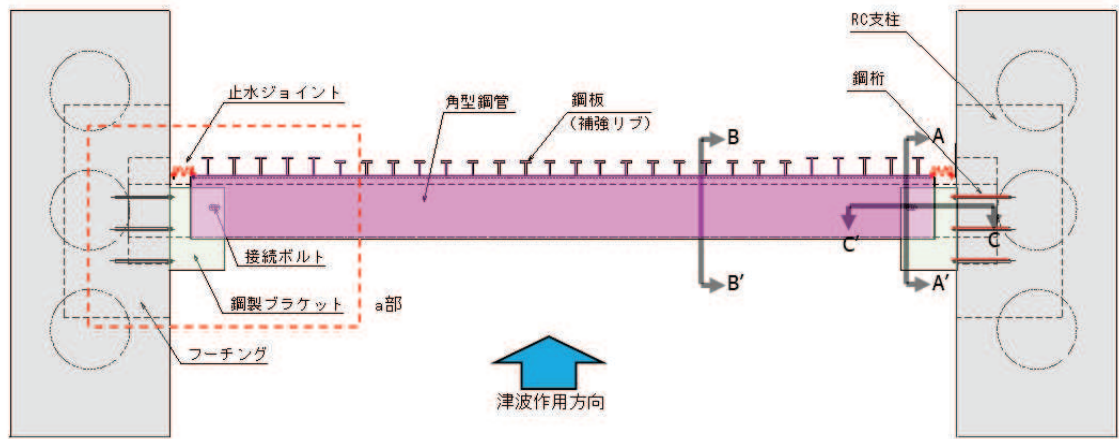 RC支柱
鋼桁
止水ジョイント
角型鋼管
鋼板
(補強リブ)
B
A
C'
C
接続ボルト
B'
A'
鋼製ブラケット
a部
フーチング
津波作用方向